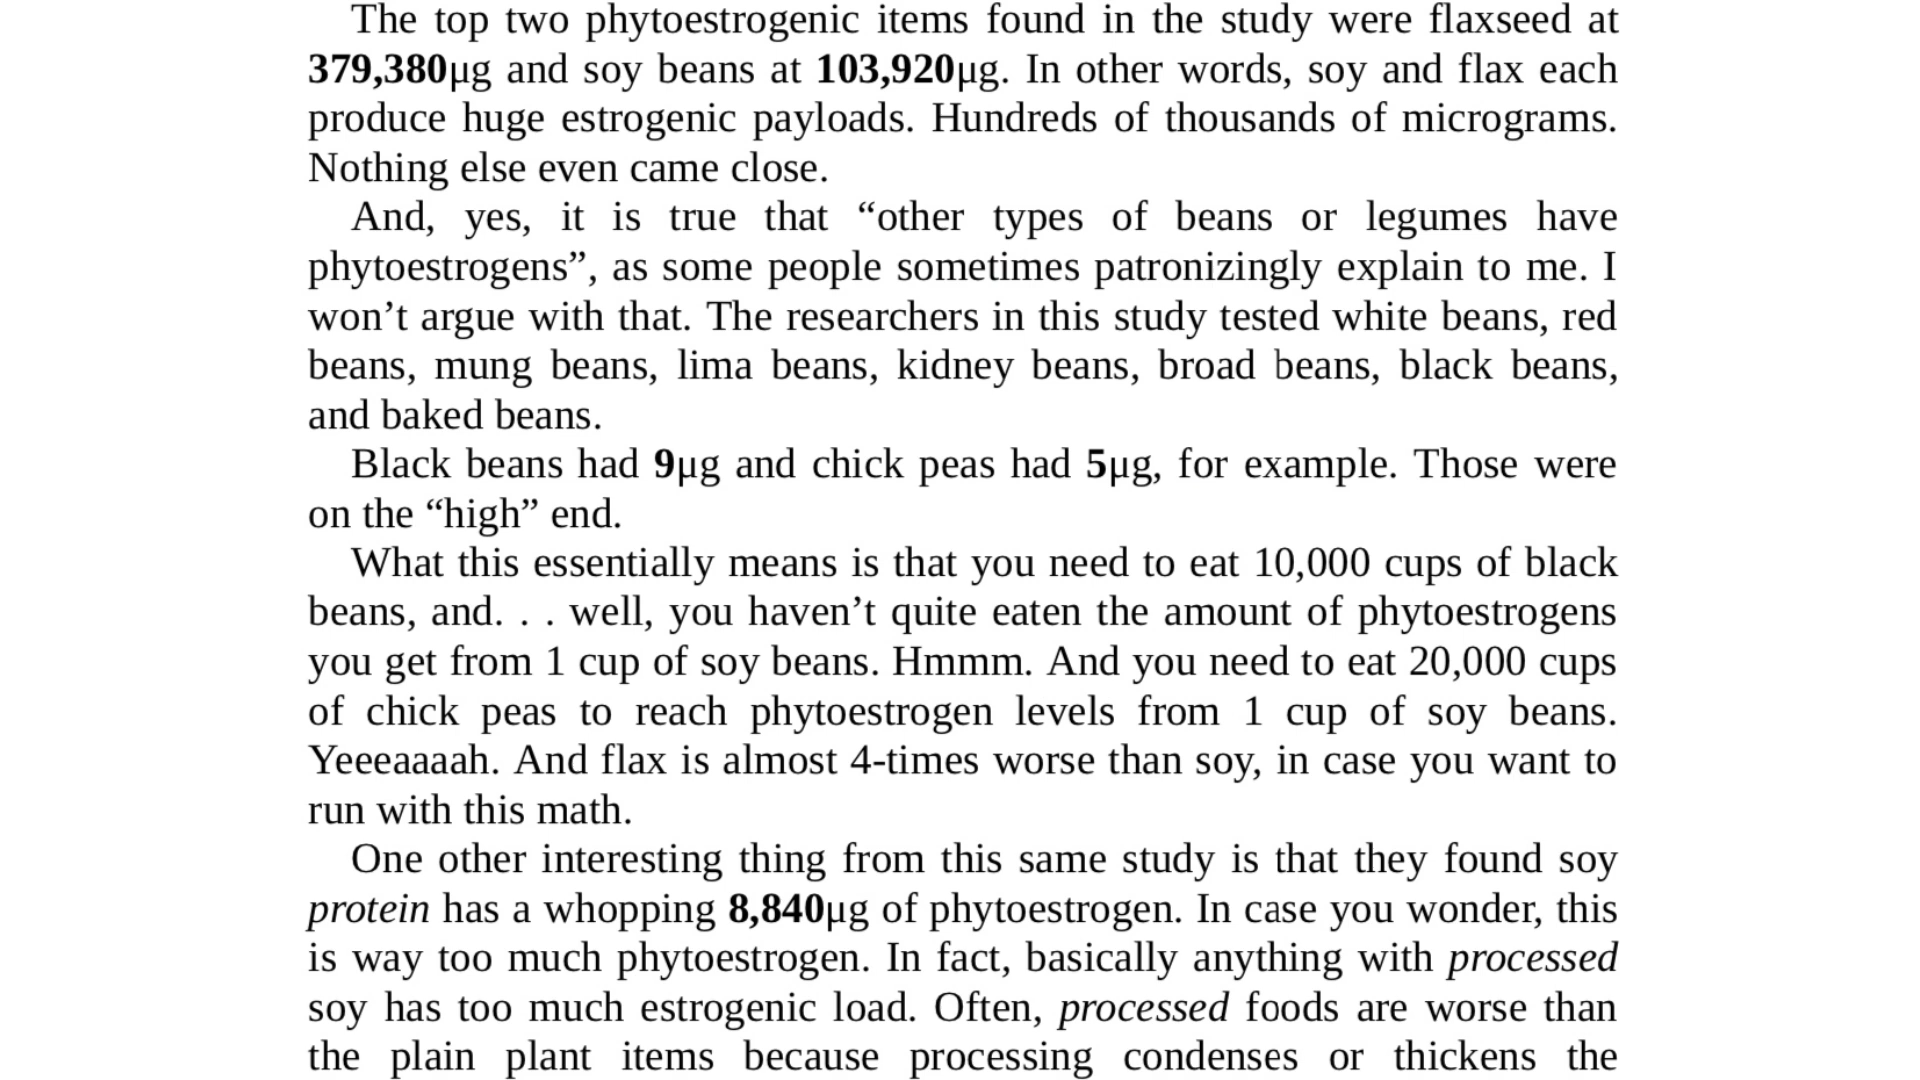 The top two phytoestrogenic items found in the study were flaxseed at
379,380μg and soy beans at 103,920μg. In other words, soy and flax each
produce huge estrogenic payloads. Hundreds of thousands of micrograms.
Nothing else even came close.
And, yes, it is true that “other types of beans or legumes have
phytoestrogens”, as some people sometimes patronizingly explain to me. I
won’t argue with that. The researchers in this study tested white beans, red
beans, mung beans, lima beans, kidney beans, broad beans, black beans,
and baked beans.
Black beans had 9μg and chick peas had 5μg, for example. Those were
on the “high” end.
What this essentially means is that you need to eat 10,000 cups of black
beans, and. . . well, you haven’t quite eaten the amount of phytoestrogens
you get from 1 cup of soy beans. Hmmm. And you need to eat 20,000 cups
of chick peas to reach phytoestrogen levels from 1 cup of soy beans.
Yeeeaaaah. And flax is almost 4-times worse than soy, in case you want to
run with this math.
One other interesting thing from this same study is that they found soy
protein has a whopping 8,840μg of phytoestrogen. In case you wonder, this
is way too much phytoestrogen. In fact, basically anything with processed
soy has too much estrogenic load. Often, processed foods are worse than
the plain plant items because processing condenses or thickens the